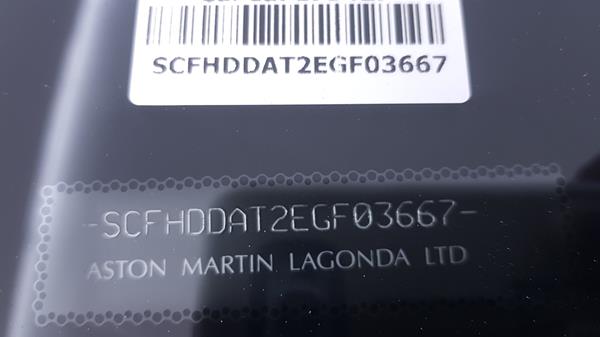 SCFHDDAT2EGF03667
-SCFHDDAT2EGF03667-
ASTON MARTIN LAGONDA LTD